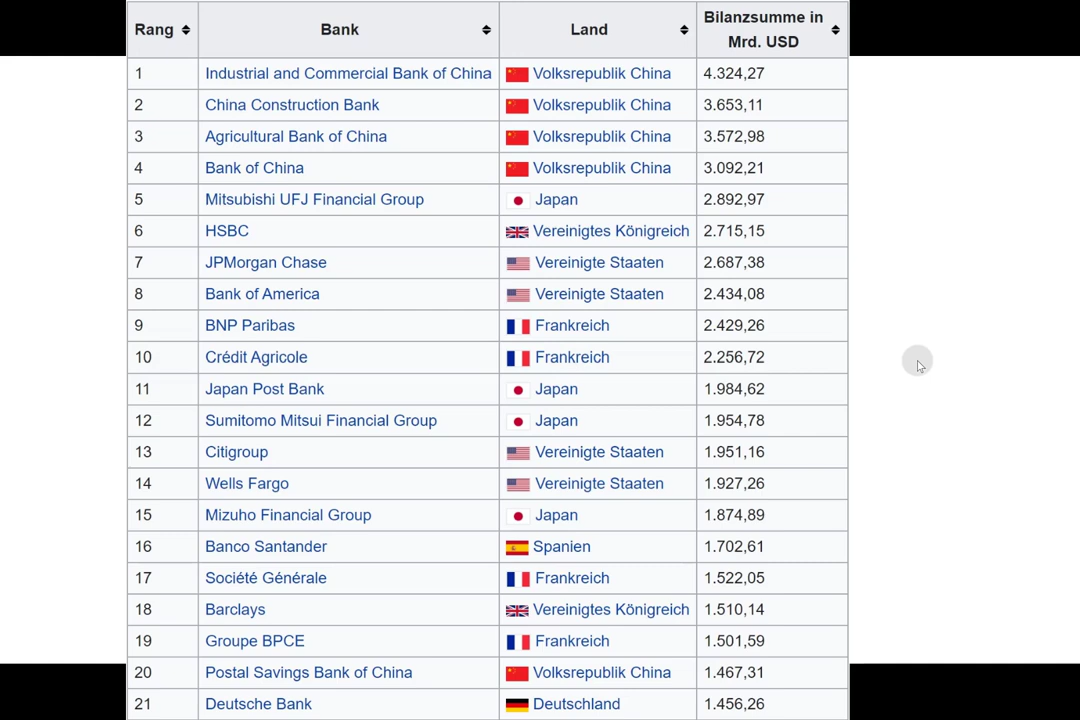 Rang Bank Land Bilanzsumme in Mrd. USD
1 Industrial and Commercial Bank of China Volksrepublik China 4.324,27
2 China Construction Bank Volksrepublik China 3.653,11
3 Agricultural Bank of China Volksrepublik China 3.572,98
4 Bank of China Volksrepublik China 3.092,21
5 Mitsubishi UFJ Financial Group Japan 2.892,97
6 HSBC Vereinigtes Königreich 2.715,15
7 JPMorgan Chase Vereinigte Staaten 2.687,38
8 Bank of America Vereinigte Staaten 2.434,08
9 BNP Paribas Frankreich 2.429,26
10 Crédit Agricole Frankreich 2.256,72
11 Japan Post Bank Japan 1.984,62
12 Sumitomo Mitsui Financial Group Japan 1.954,78
13 Citigroup Vereinigte Staaten 1.951,16
14 Wells Fargo Vereinigte Staaten 1.927,26
15 Mizuho Financial Group Japan 1.874,89
16 Banco Santander Spanien 1.702,61
17 Société Générale Frankreich 1.522,05
18 Barclays Vereinigtes Königreich 1.510,14
19 Groupe BPCE Frankreich 1.501,59
20 Postal Savings Bank of China Volksrepublik China 1.467,31
21 Deutsche Bank Deutschland 1.456,26